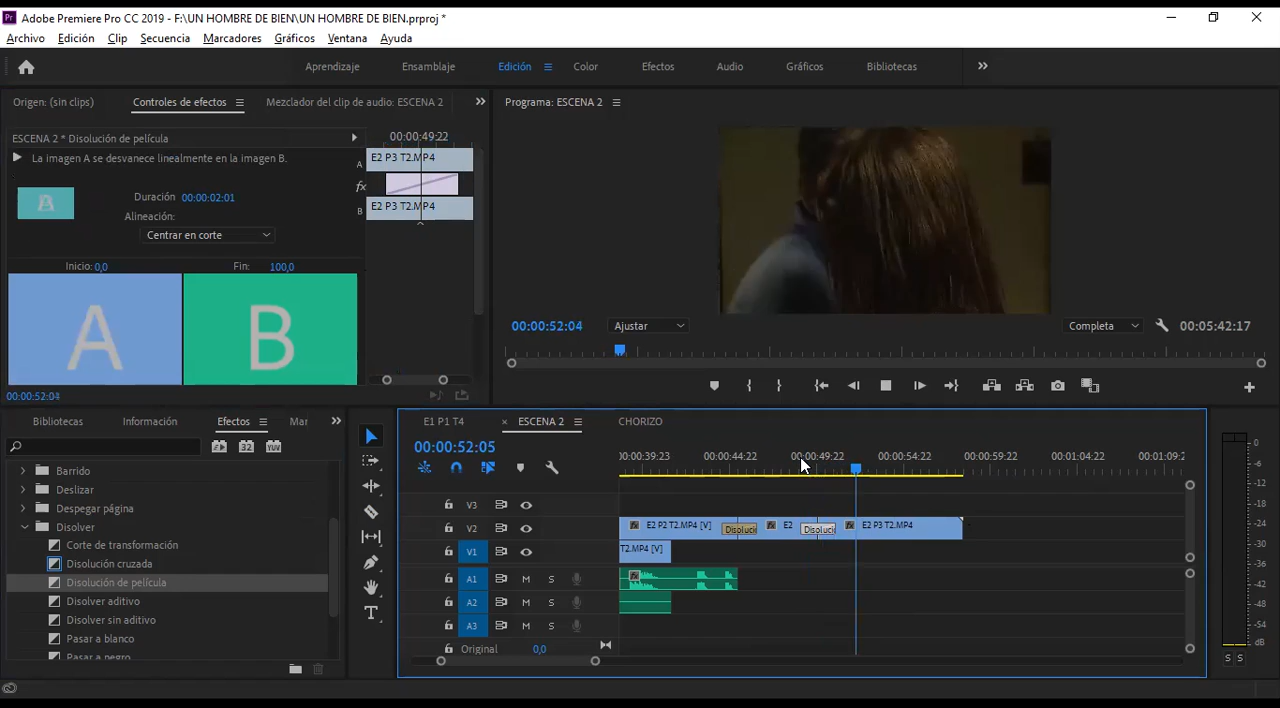 Pr Adobe Premiere Pro CC 2019 - F:\UN HOMBRE DE BIEN\UN HOMBRE DE BIEN.prproj *
Archivo Edición Clip Secuencia Marcadores Gráficos Ventana Ayuda
Aprendizaje Ensamblaje Edición Color Efectos Audio Gráficos Bibliotecas
Origen: (sin clips) Controles de efectos Mezclador del clip de audio: ESCENA 2
Programa: ESCENA 2
ESCENA 2 * Disolución de película
00:00:49:22
La imagen A se desvanece linealmente en la imagen B.
A E2 P3 T2.MP4
fx
B E2 P3 T2.MP4
A
Duración 00:00:02:01
Alineación:
Centrar en corte
Inicio: 0,0 Fin: 100,0
A B
00:00:52:04
00:00:52:04 Ajustar Completa 00:05:42:17
Bibliotecas Información Efectos Mar
Barrido
Deslizar
Despegar página
Disolver
Corte de transformación
Disolución cruzada
Disolución de película
Disolver aditivo
Disolver sin aditivo
Pasar a blanco
Pasar a negro
E1 P1 T4 × ESCENA 2 CHORIZO
00:00:52:05
:00:39:23 00:00:44:22 00:00:49:22 00:00:54:22 00:00:59:22 00:01:04:22 00:01:09:2
V3
V2 fx E2 P2 T2.MP4 [V] Disoluci fx E2 Disoluci fx E2 P3 T2.MP4
V1 T2.MP4 [V]
A1 M S fx
A2 M S
A3 M S
Original 0,0
0
-6
-12
-18
-24
-30
-36
-42
-48
-54
dB
S S